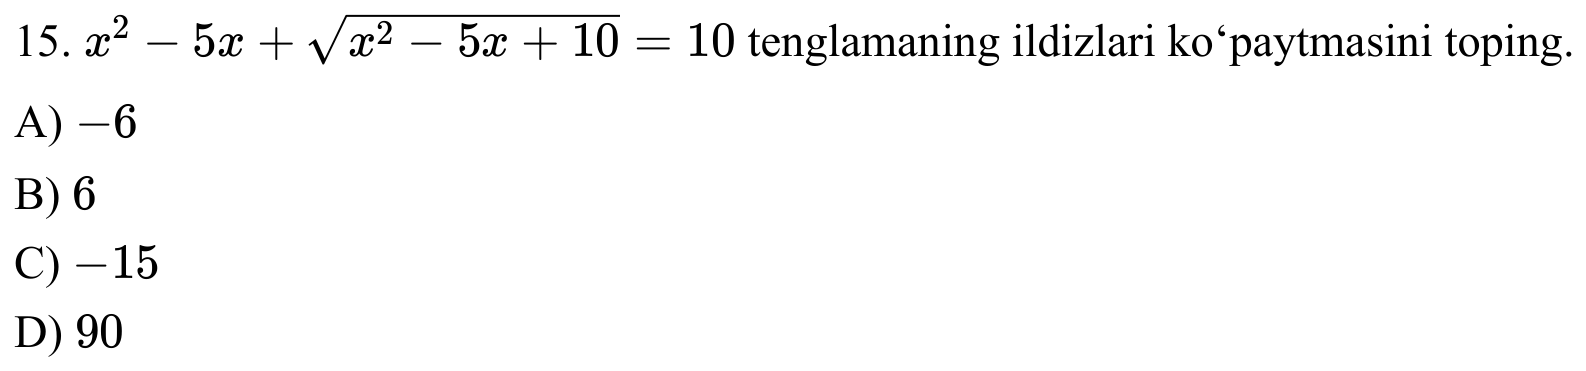 15. x² − 5x + √(x² − 5x + 10) = 10 tenglamaning ildizlari ko‘paytmasini toping.
A) −6
B) 6
C) −15
D) 90